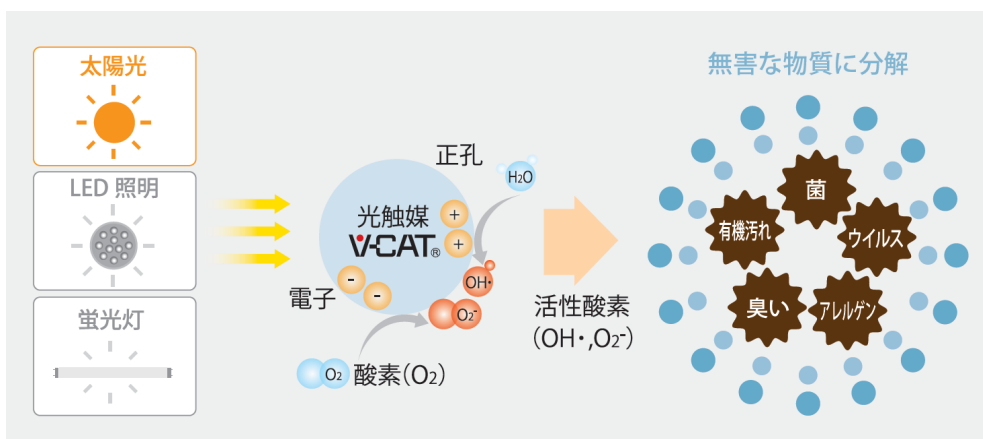 太陽光
LED 照明
蛍光灯
正孔
H2O
光触媒
V-CAT®
+
+
-
-
電子
OH・
O2-
O2
酸素(O2)
活性酸素
(OH・,O2-)
無害な物質に分解
菌
有機汚れ
ウイルス
臭い
アレルゲン